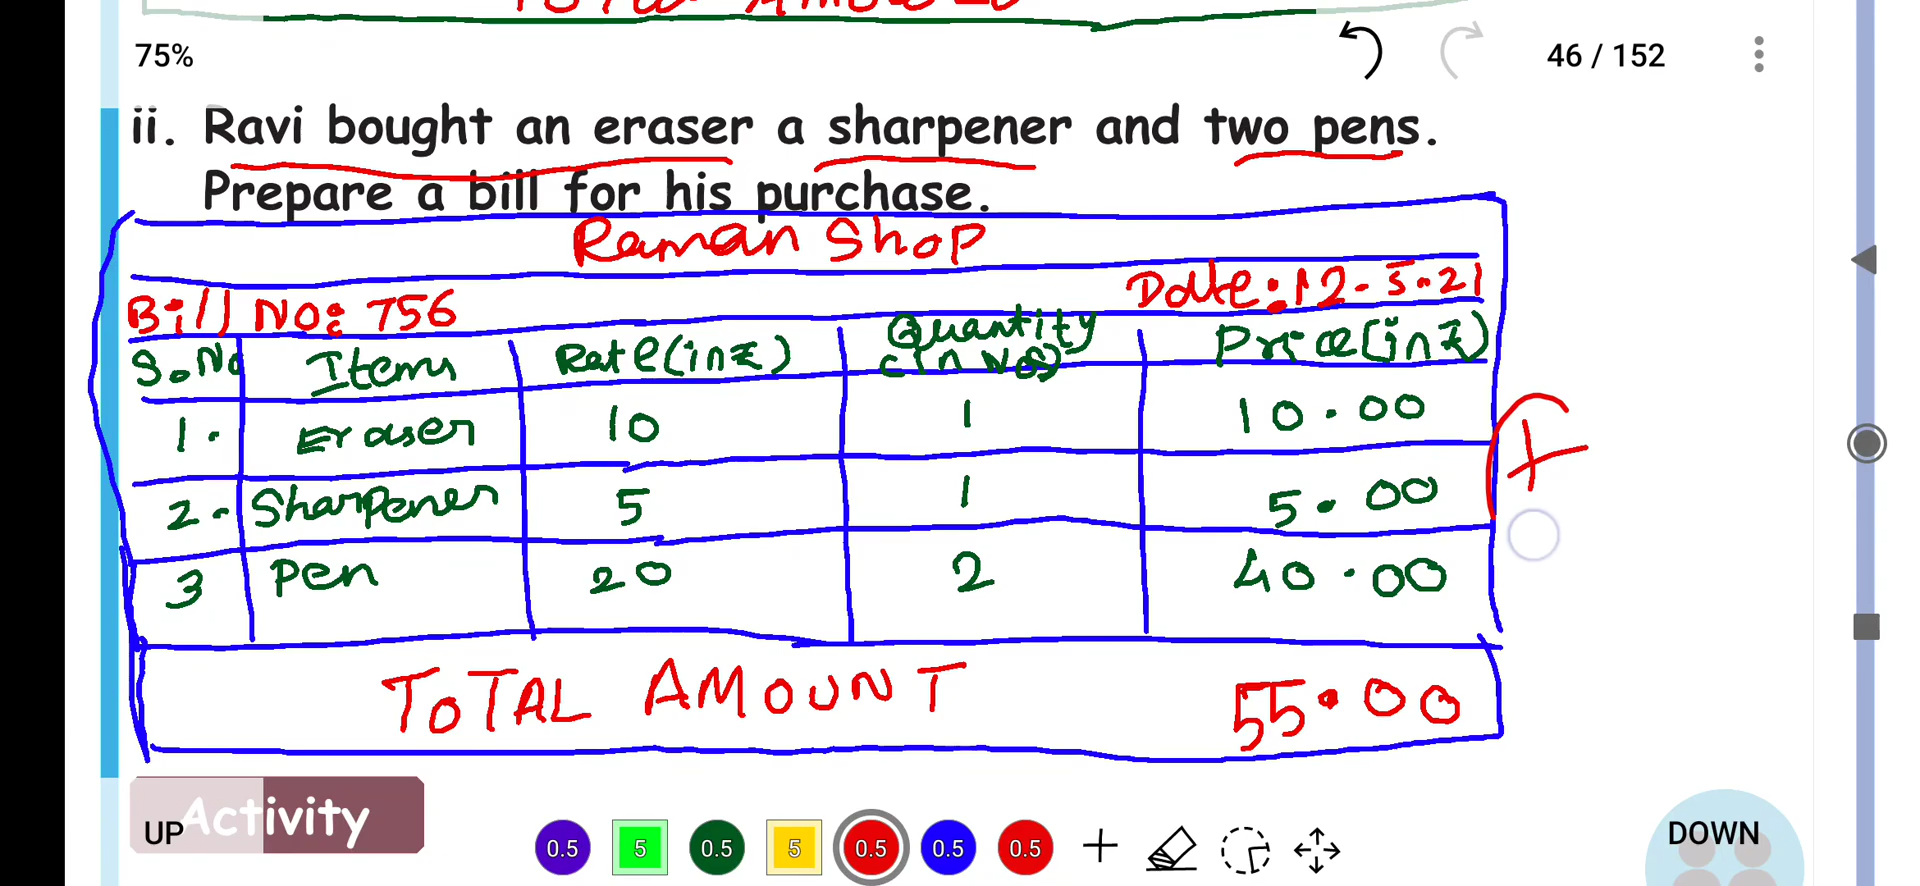 75%
46 / 152
ii. Ravi bought an eraser a sharpener and two pens.
Prepare a bill for his purchase.
Raman Shop
Bill No: 756 Date: 12.5.21
S.No Items Rate(in ₹) Quantity (in Nos) Price(in ₹)
1. Eraser 10 1 10.00
2. Sharpener 5 1 5.00
3 Pen 20 2 40.00
TOTAL AMOUNT 55.00
+
Activity
UP
0.5 5 0.5 5 0.5 0.5 0.5
DOWN